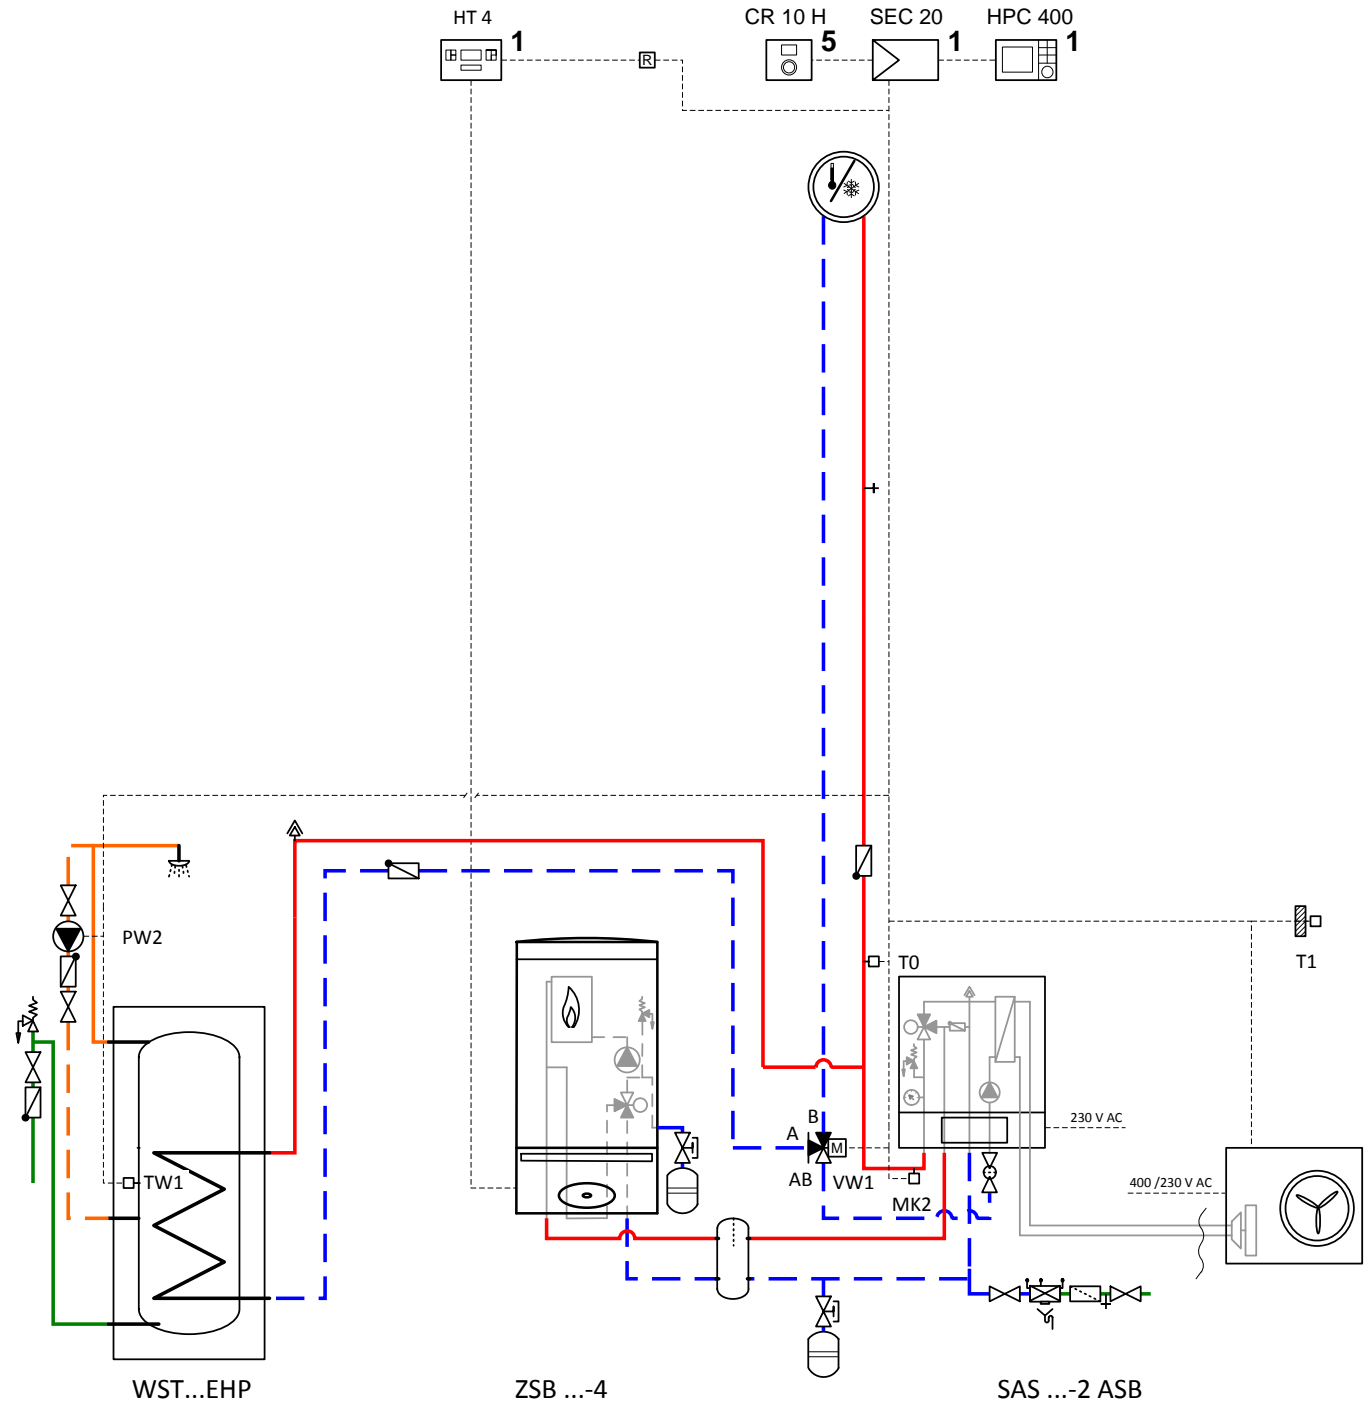 HT 4
CR 10 H
SEC 20
HPC 400
1
5
1
1
R
PW2
T0
T1
230 V AC
B
A
M
AB
VW1
TW1
MK2
400 /230 V AC
WST...EHP
ZSB ...-4
SAS ...-2 ASB